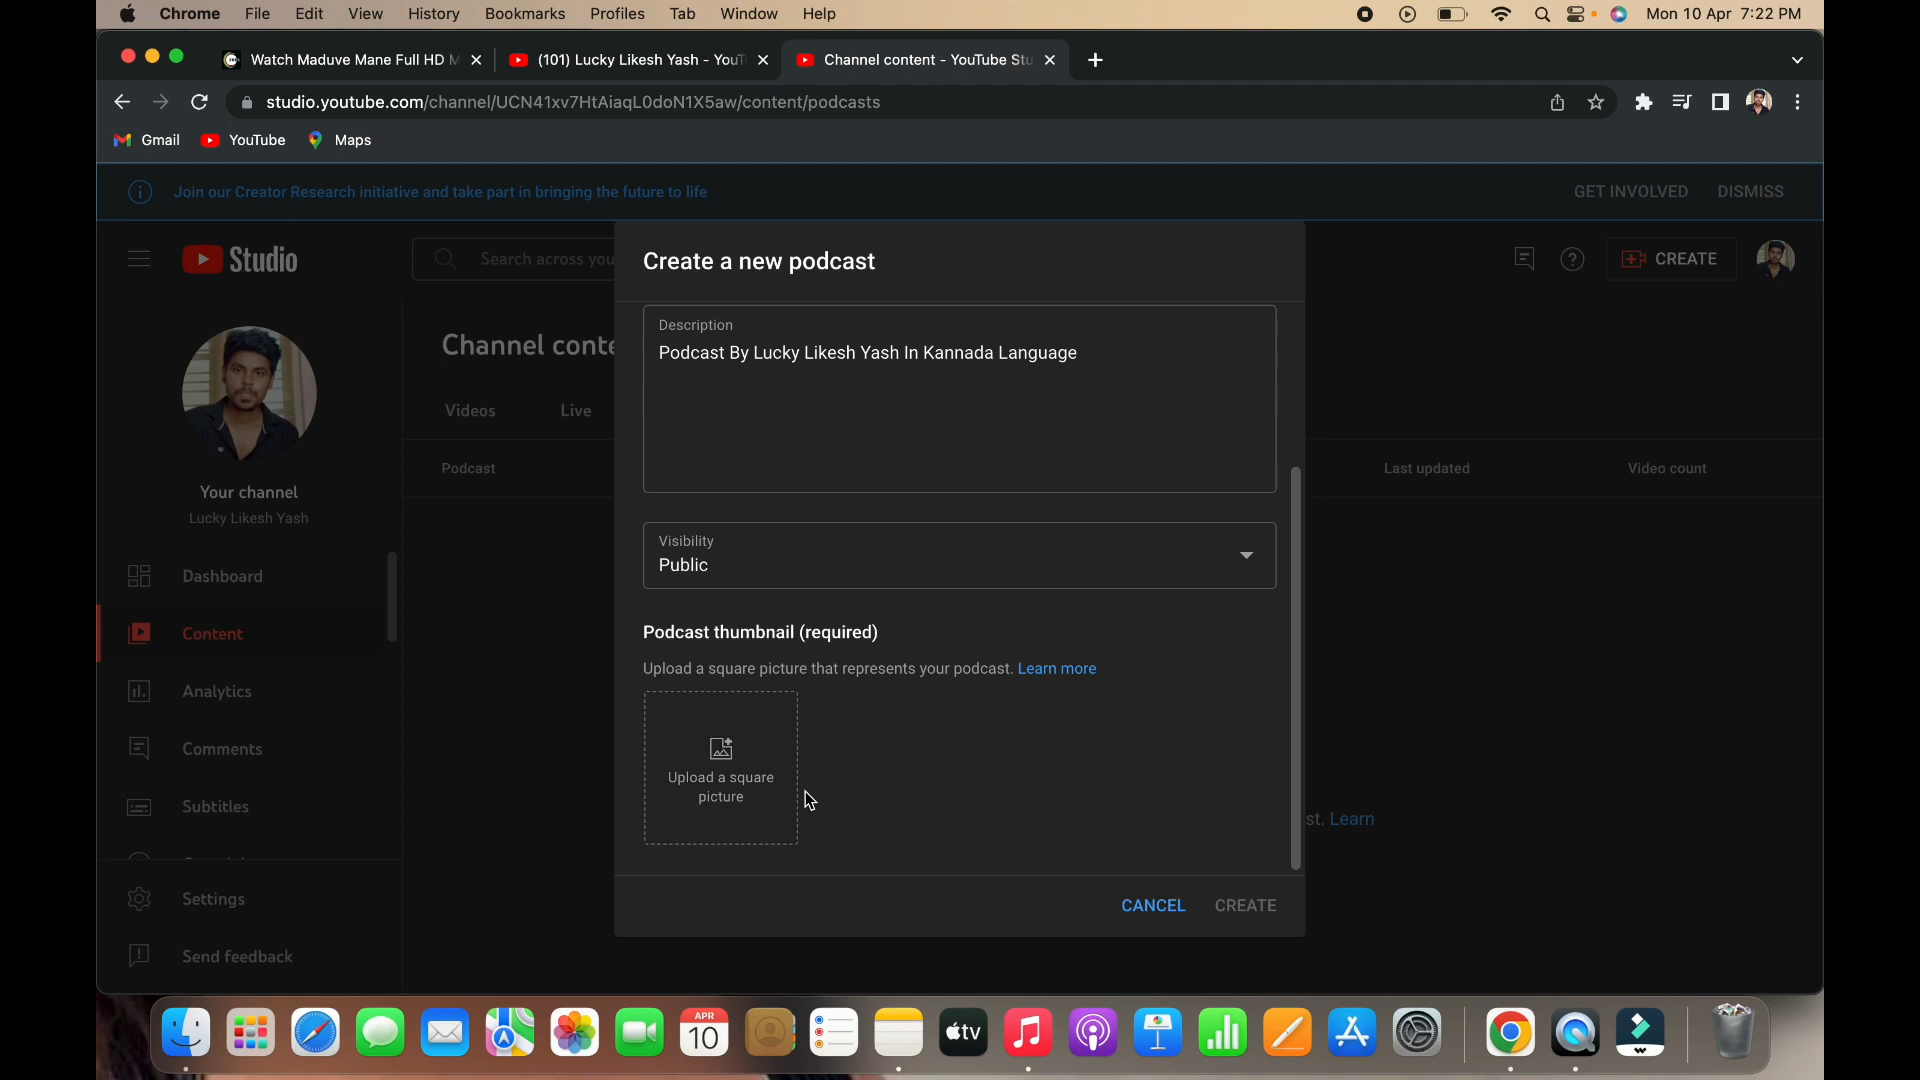 Chrome File Edit View History Bookmarks Profiles Tab Window Help Mon 10 Apr 7:22 PM
Watch Maduve Mane Full HD M (101) Lucky Likesh Yash - YouT Channel content - YouTube Stu
studio.youtube.com/channel/UCN41xv7HtAiaqL0doN1X5aw/content/podcasts
Gmail YouTube Maps
Join our Creator Research initiative and take part in bringing the future to life GET INVOLVED DISMISS
Studio Search across you CREATE
Create a new podcast
Channel conte
Videos Live
Podcast Last updated Video count
Your channel
Lucky Likesh Yash
Dashboard
Content
Analytics
Comments
Subtitles
Settings
Send feedback
Description
Podcast By Lucky Likesh Yash In Kannada Language
Visibility
Public
Podcast thumbnail (required)
Upload a square picture that represents your podcast. Learn more
Upload a square
picture
st. Learn
CANCEL CREATE
APR
10
tv